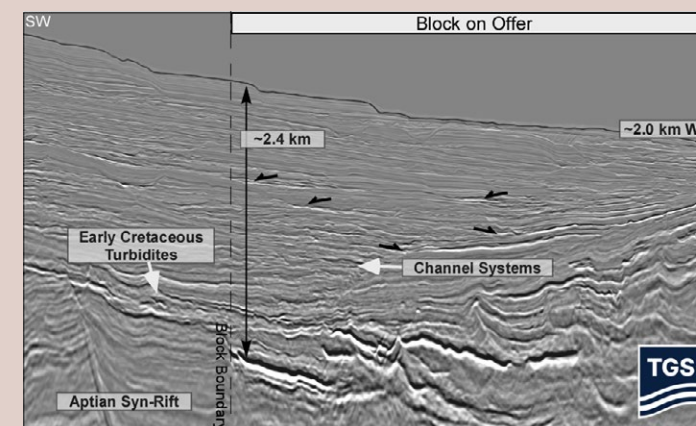 SW
Block on Offer
~2.4 km
~2.0 km W
Early Cretaceous
Turbidites
Channel Systems
Block Boundary
Aptian Syn-Rift
TGS